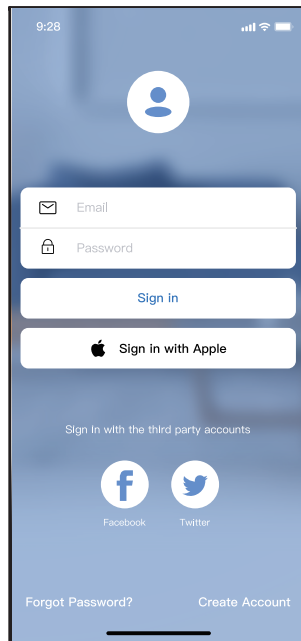 9:28
Email
Password
Sign in
Sign in with Apple
Sign in with the third party accounts
Facebook Twitter
Forgot Password? Create Account